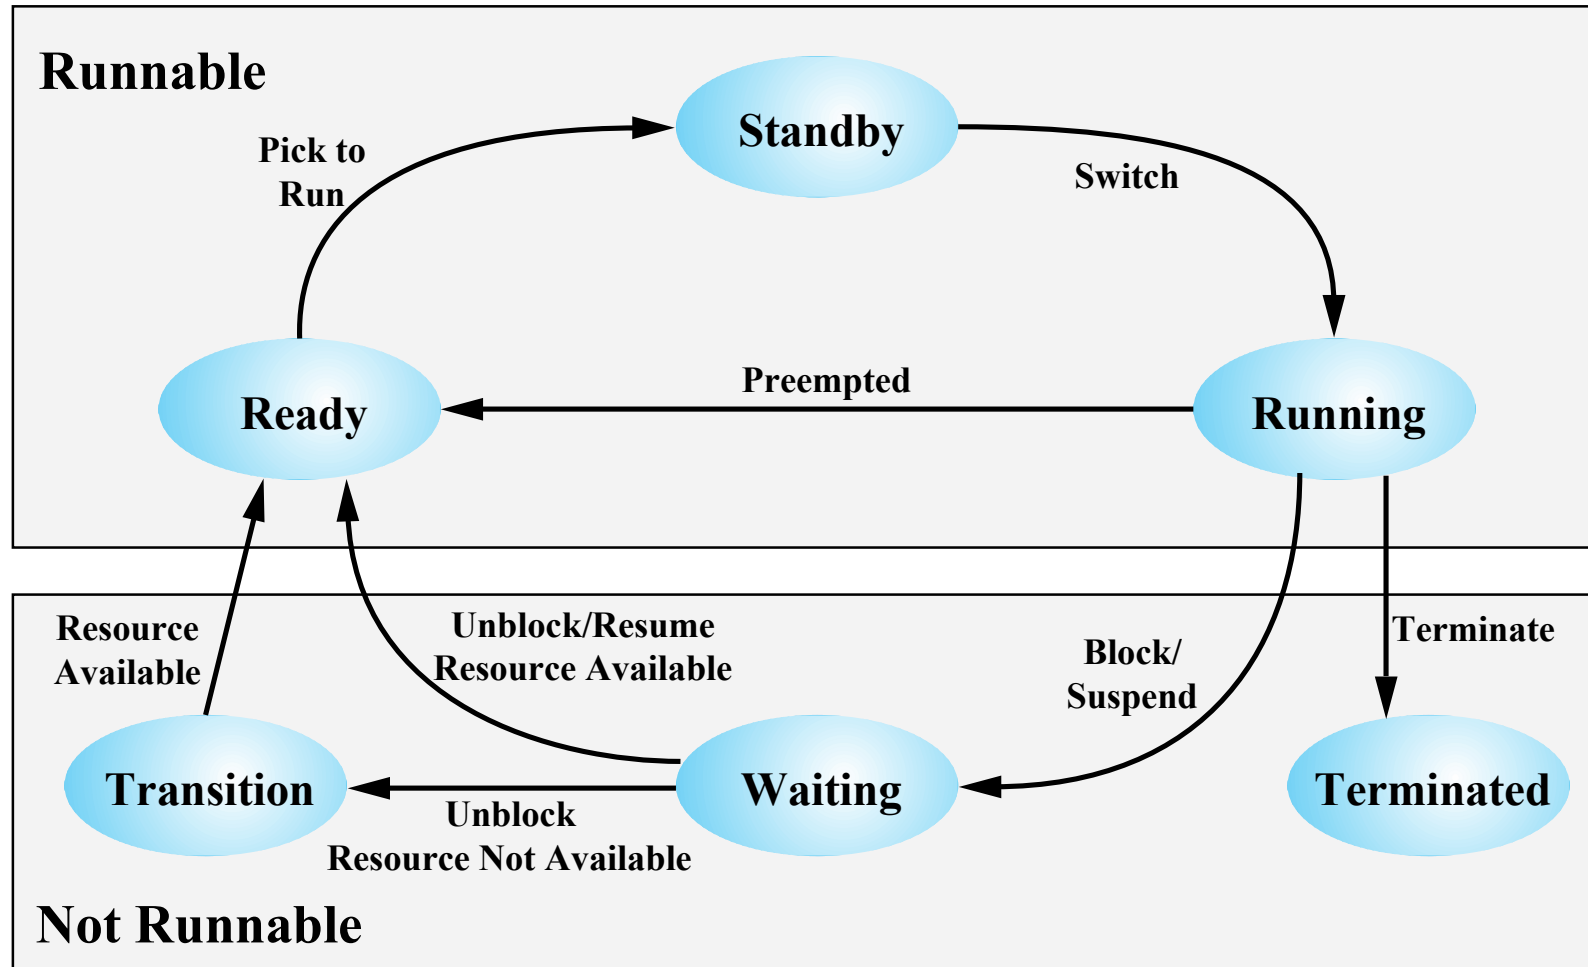 Runnable
Standby
Pick to
Run
Switch
Preempted
Ready
Running
Resource
Available
Unblock/Resume
Resource Available
Block/
Suspend
Terminate
Transition
Waiting
Terminated
Unblock
Resource Not Available
Not Runnable